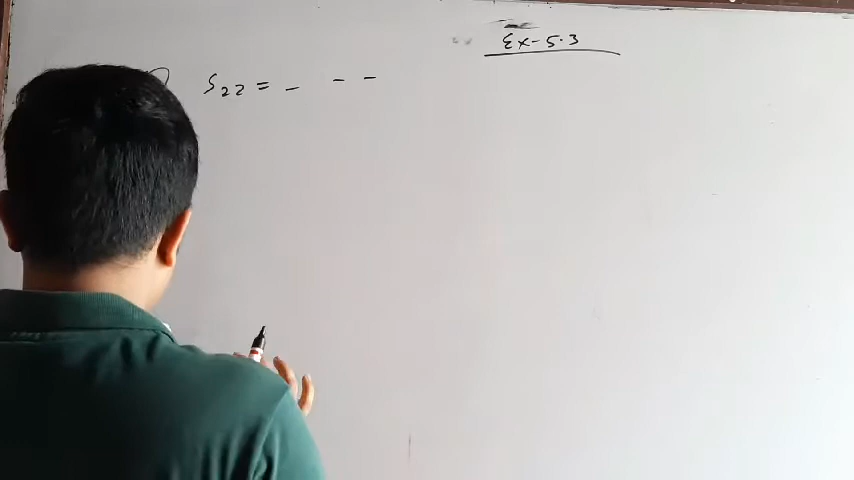 Ex-5.3
S22 = _ _ _